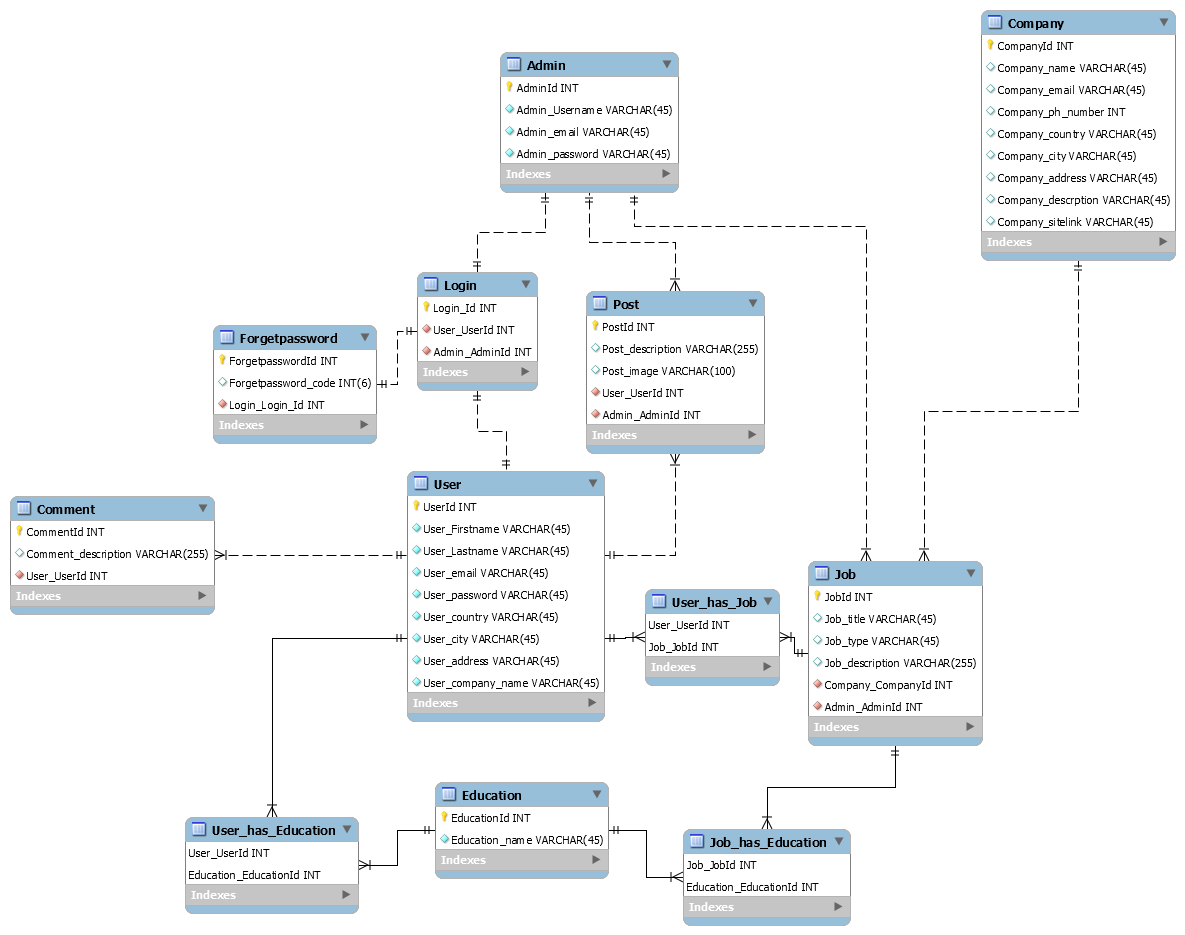 Company
CompanyId INT
Company_name VARCHAR(45)
Company_email VARCHAR(45)
Company_ph_number INT
Company_country VARCHAR(45)
Company_city VARCHAR(45)
Company_address VARCHAR(45)
Company_descrption VARCHAR(45)
Company_sitelink VARCHAR(45)
Indexes
Admin
AdminId INT
Admin_Username VARCHAR(45)
Admin_email VARCHAR(45)
Admin_password VARCHAR(45)
Indexes
Login
Login_Id INT
User_UserId INT
Admin_AdminId INT
Indexes
Post
PostId INT
Post_description VARCHAR(255)
Post_image VARCHAR(100)
User_UserId INT
Admin_AdminId INT
Indexes
Forgetpassword
ForgetpasswordId INT
Forgetpassword_code INT(6)
Login_Login_Id INT
Indexes
User
UserId INT
User_Firstname VARCHAR(45)
User_Lastname VARCHAR(45)
User_email VARCHAR(45)
User_password VARCHAR(45)
User_country VARCHAR(45)
User_city VARCHAR(45)
User_address VARCHAR(45)
User_company_name VARCHAR(45)
Indexes
Comment
CommentId INT
Comment_description VARCHAR(255)
User_UserId INT
Indexes
User_has_Job
User_UserId INT
Job_JobId INT
Indexes
Job
JobId INT
Job_title VARCHAR(45)
Job_type VARCHAR(45)
Job_description VARCHAR(255)
Company_CompanyId INT
Admin_AdminId INT
Indexes
User_has_Education
User_UserId INT
Education_EducationId INT
Indexes
Education
EducationId INT
Education_name VARCHAR(45)
Indexes
Job_has_Education
Job_JobId INT
Education_EducationId INT
Indexes